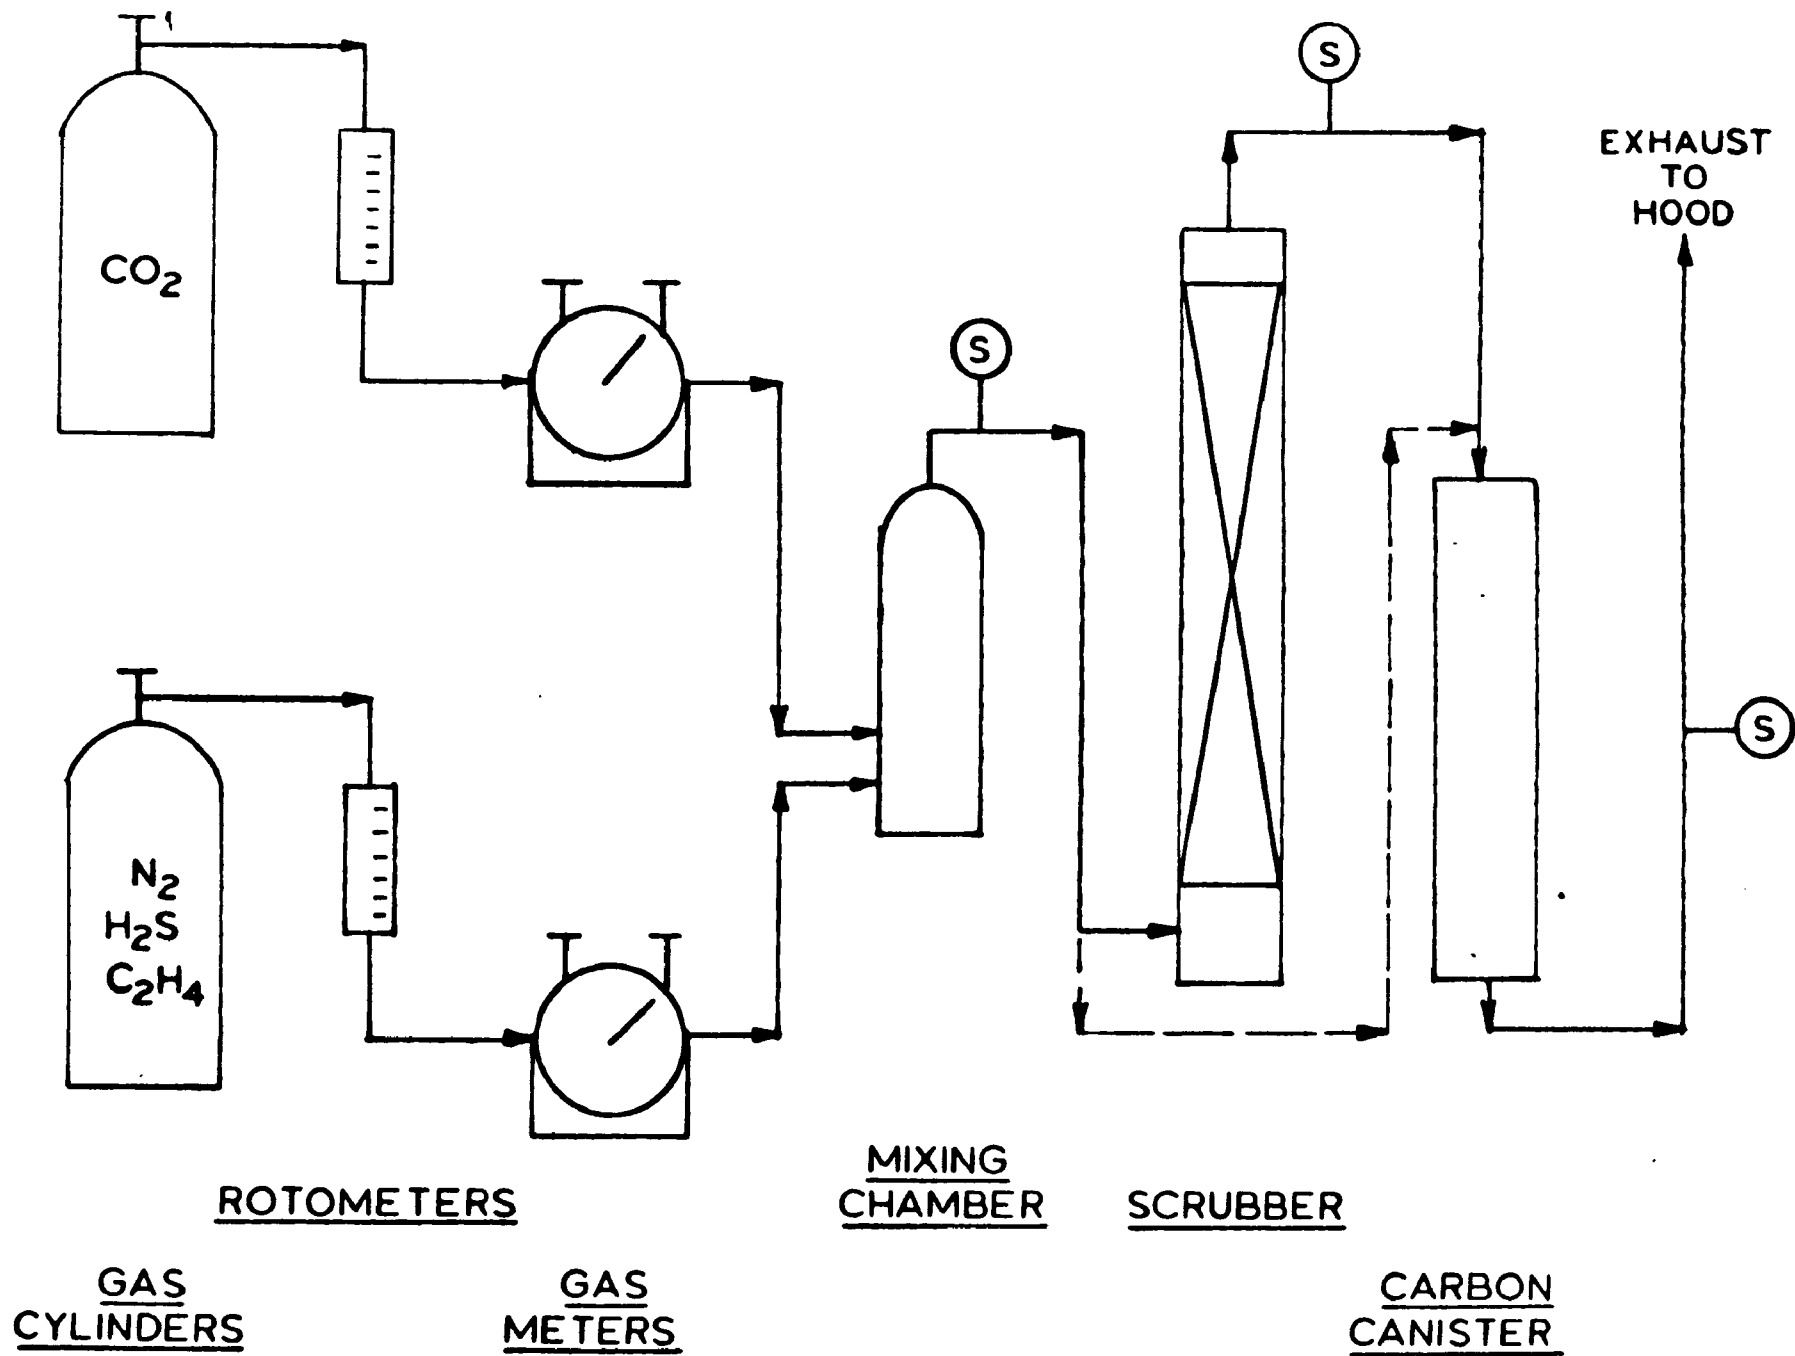 S
EXHAUST
TO
HOOD
CO2
S
S
N2
H2S
C2H4
MIXING
CHAMBER
ROTOMETERS
SCRUBBER
GAS
CYLINDERS
GAS
METERS
CARBON
CANISTER